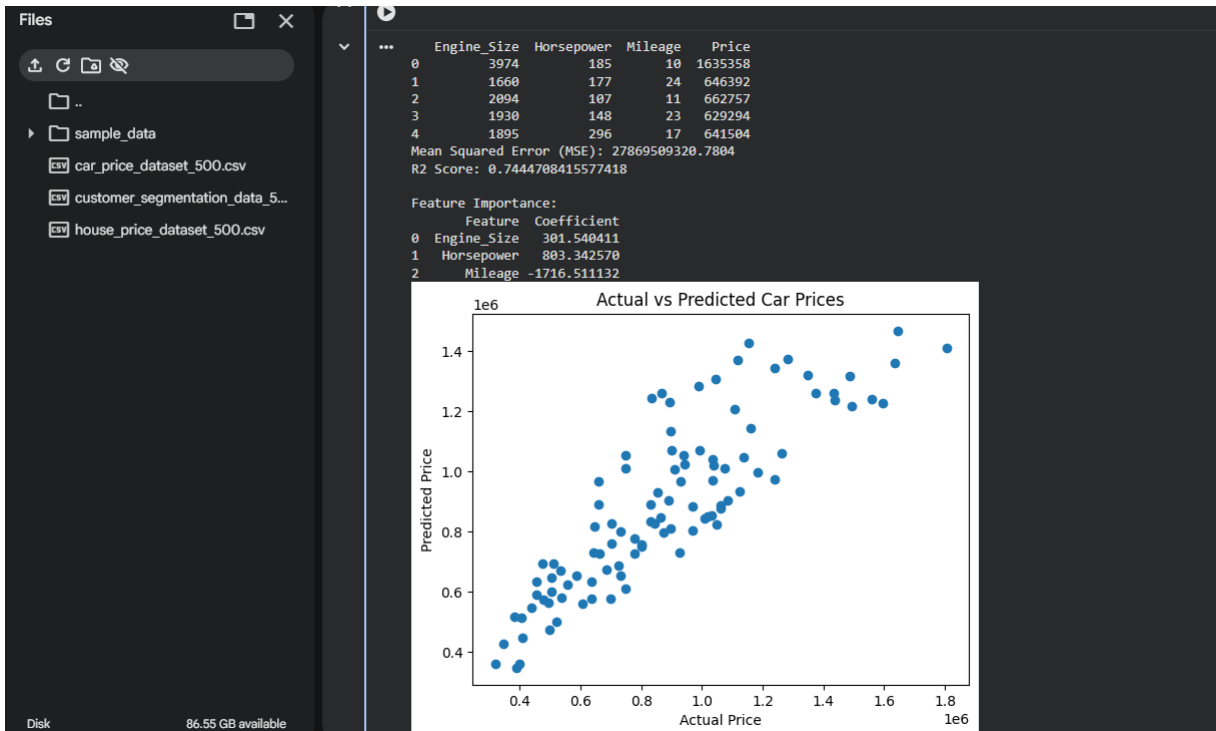 Files
..
sample_data
car_price_dataset_500.csv
customer_segmentation_data_5...
house_price_dataset_500.csv
Disk 86.55 GB available
Engine_Size Horsepower Mileage Price
0 3974 185 10 1635358
1 1660 177 24 646392
2 2094 107 11 662757
3 1930 148 23 629294
4 1895 296 17 641504
Mean Squared Error (MSE): 27869509320.7804
R2 Score: 0.7444708415577418
Feature Importance:
Feature Coefficient
0 Engine_Size 301.540411
1 Horsepower 803.342570
2 Mileage -1716.511132
Actual vs Predicted Car Prices
1e6
1.4
1.2
1.0
0.8
0.6
0.4
Predicted Price
0.4 0.6 0.8 1.0 1.2 1.4 1.6 1.8
Actual Price 1e6